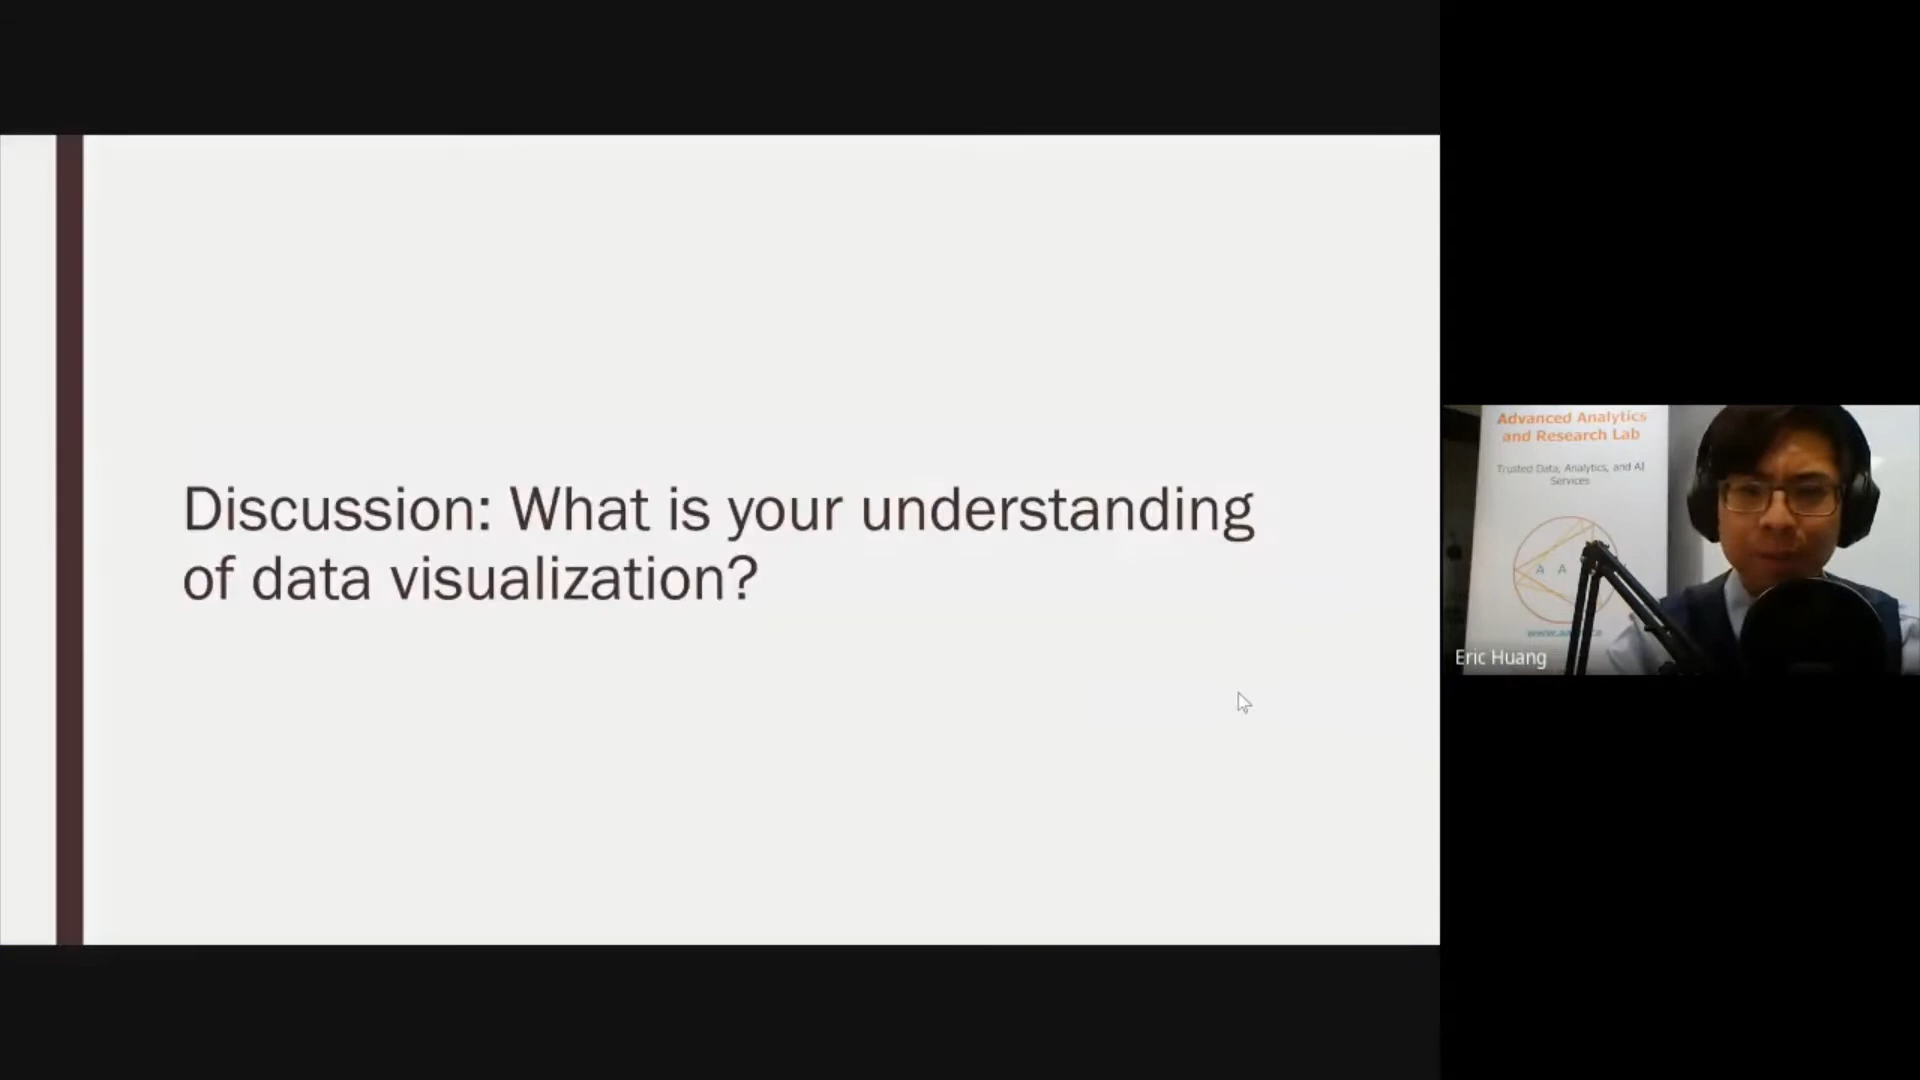 Discussion: What is your understanding
of data visualization?
Advanced Analytics
and Research Lab
Trusted Data, Analytics, and AI
Services
A A
Eric Huang